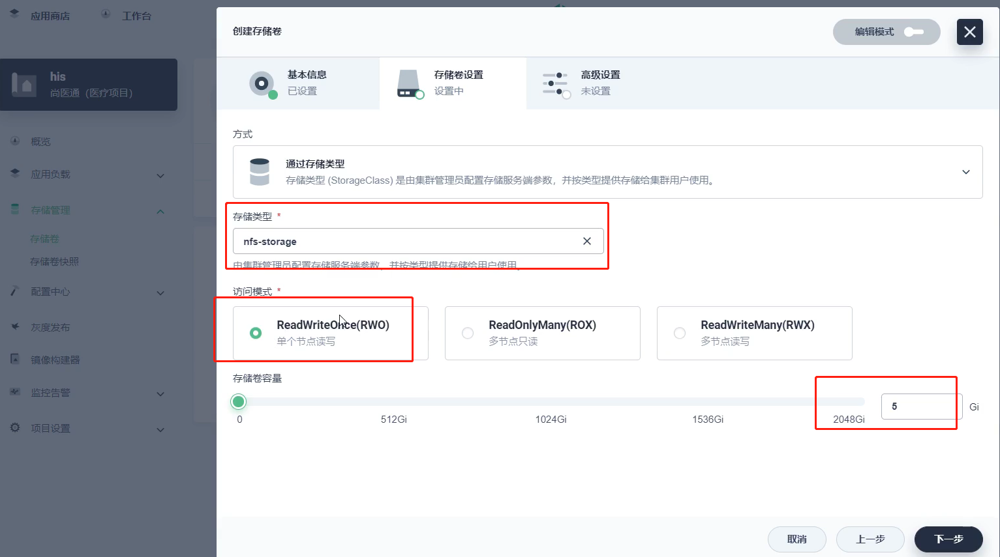 应用商店
工作台
his
尚医通（医疗项目）
概览
应用负载
存储管理
存储卷
存储卷快照
配置中心
灰度发布
镜像构建器
监控告警
项目设置
创建存储卷
编辑模式
基本信息
已设置
存储卷设置
设置中
高级设置
未设置
方式
通过存储类型
存储类型 (StorageClass) 是由集群管理员配置存储服务端参数，并按类型提供存储给集群用户使用。
存储类型 *
nfs-storage
由集群管理员配置存储服务端参数，并按类型提供存储给用户使用。
访问模式 *
ReadWriteOnce(RWO)
单个节点读写
ReadOnlyMany(ROX)
多节点只读
ReadWriteMany(RWX)
多节点读写
存储卷容量
0
512Gi
1024Gi
1536Gi
2048Gi
5
Gi
取消
上一步
下一步